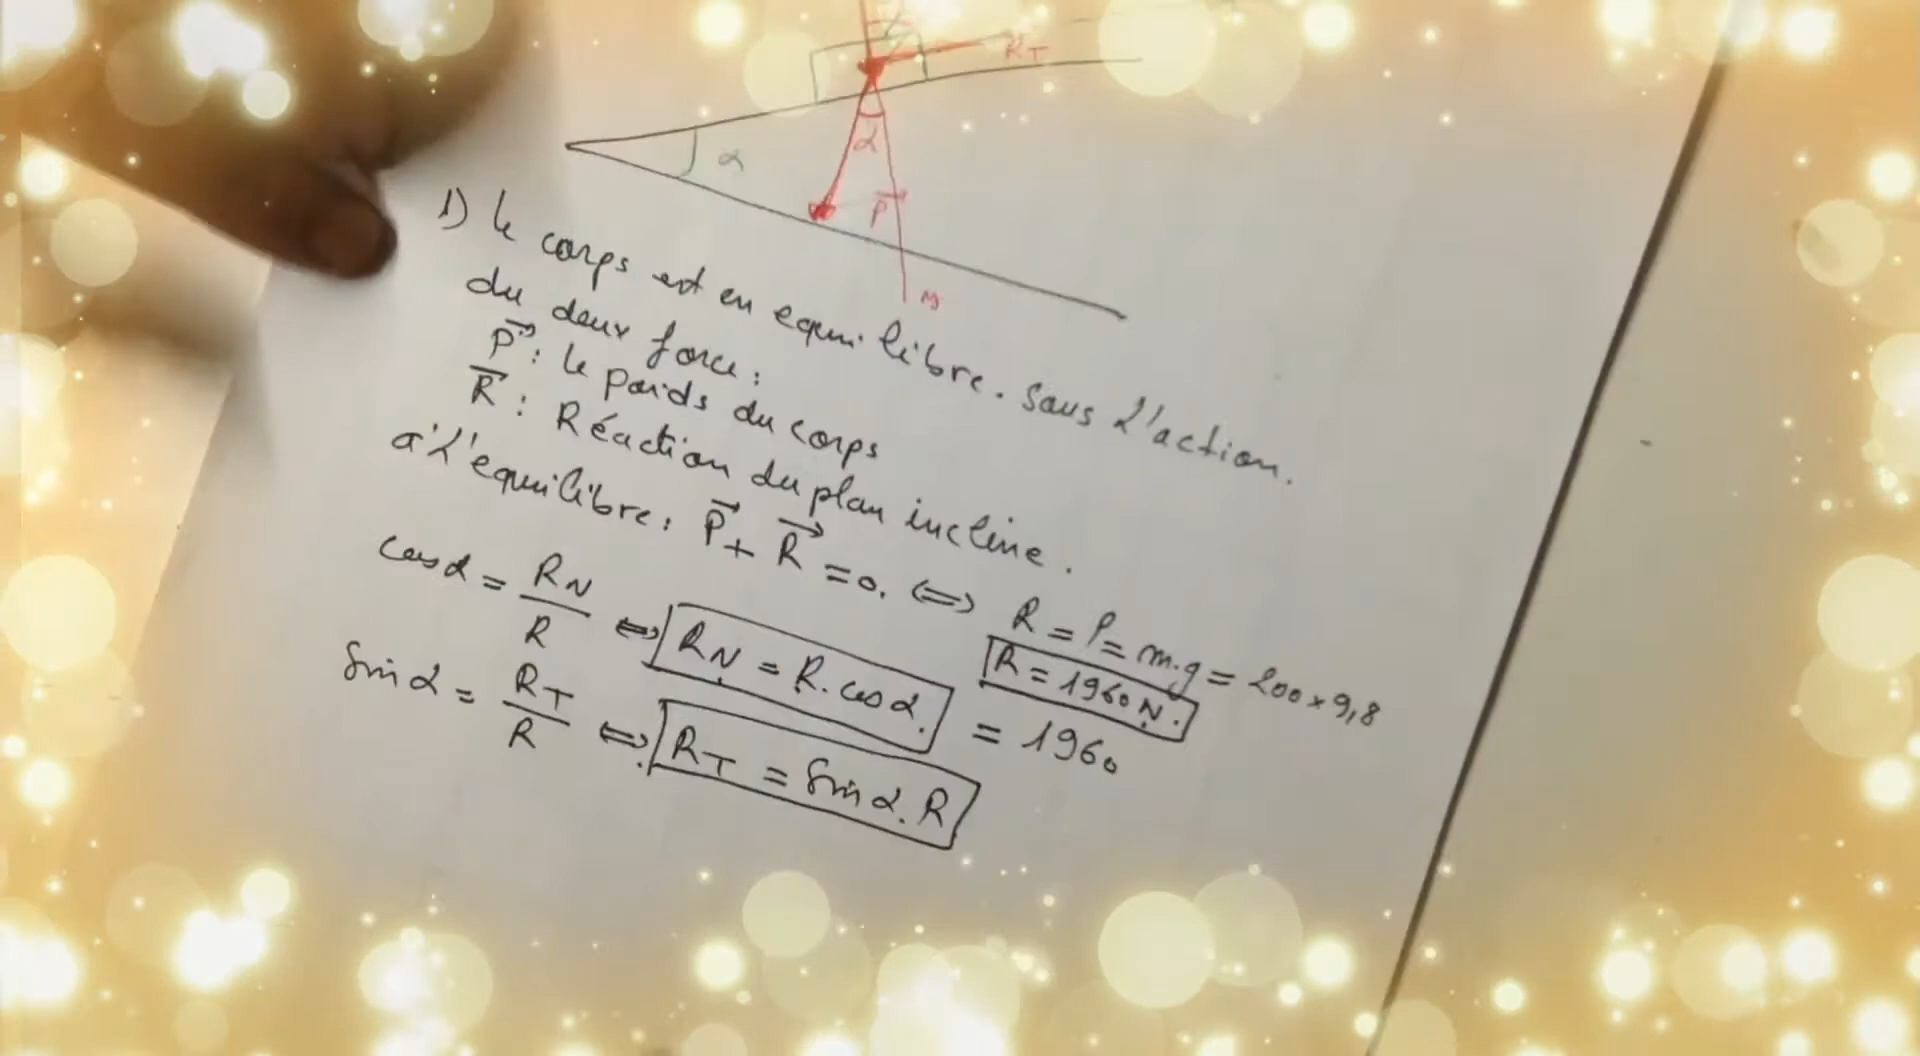 R_T
α
α
P⃗
1) le corps est en equilibre. Sous l'action.
du deux force:
P⃗ : le poids du corps
R⃗ : Réaction du plan incline.
à l'equilibre: P⃗ + R⃗ = 0. ⇔ R = P = m.g = 200 × 9,8
R = 1960 N.
cos α = R_N / R ⇔ R_N = R. cos α. = 1960
sin α = R_T / R ⇔ R_T = sin α. R